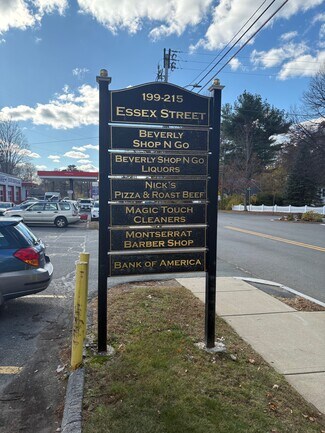 199-215
ESSEX STREET
BEVERLY
SHOP N GO
BEVERLY SHOP N GO
LIQUORS
NICK'S
PIZZA & ROAST BEEF
MAGIC TOUCH
CLEANERS
MONTSERRAT
BARBER SHOP
BANK OF AMERICA